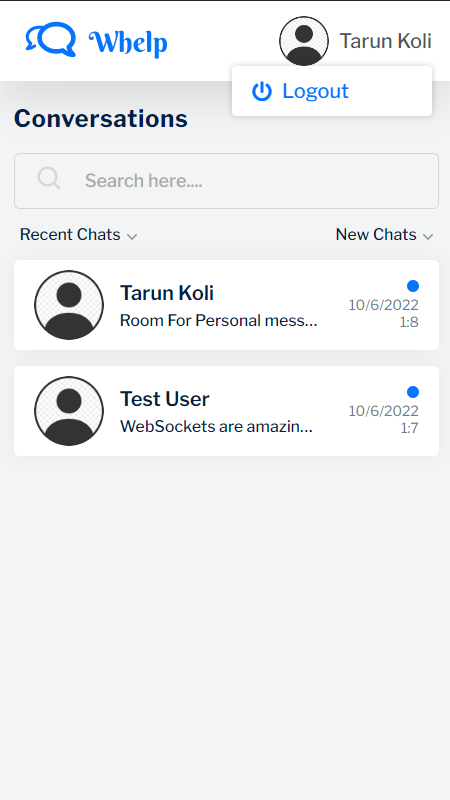 Whelp
Tarun Koli
Logout
Conversations
Search here....
Recent Chats
New Chats
Tarun Koli
Room For Personal mess...
10/6/2022
1:8
Test User
WebSockets are amazin...
10/6/2022
1:7